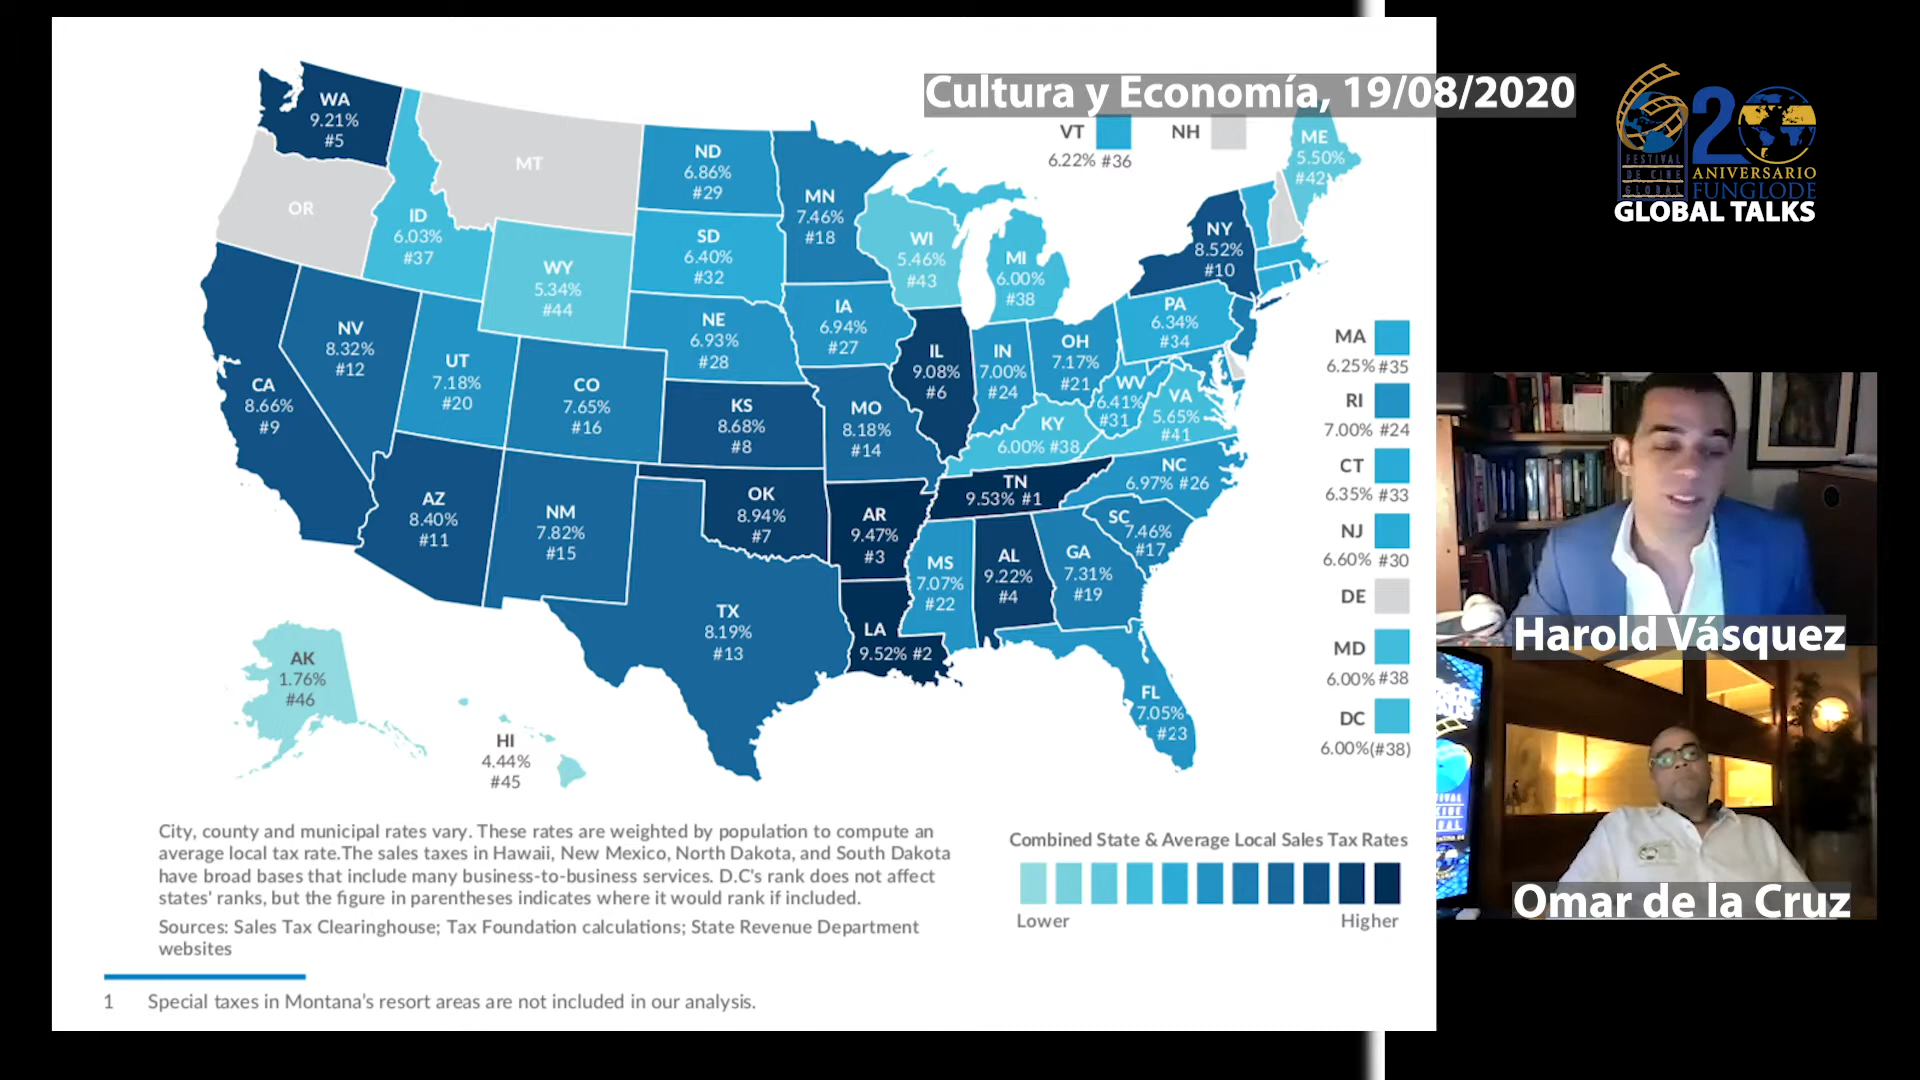 Cultura y Economía, 19/08/2020
FESTIVAL
DE CINE
GLOBAL
20
ANIVERSARIO
FUNGLODE
GLOBAL TALKS
WA
9.21%
#5
MT
OR
ID
6.03%
#37
WY
5.34%
#44
ND
6.86%
#29
SD
6.40%
#32
NE
6.93%
#28
MN
7.46%
#18
IA
6.94%
#27
WI
5.46%
#43
MI
6.00%
#38
VT
6.22% #36
NH
ME
5.50%
#42
NY
8.52%
#10
PA
6.34%
#34
NV
8.32%
#12
CA
8.66%
#9
UT
7.18%
#20
CO
7.65%
#16
KS
8.68%
#8
MO
8.18%
#14
IL
9.08%
#6
IN
7.00%
#24
OH
7.17%
#21
WV
6.41%
#31
VA
5.65%
#41
KY
6.00% #38
TN
9.53% #1
NC
6.97% #26
SC
7.46%
#17
AZ
8.40%
#11
NM
7.82%
#15
OK
8.94%
#7
AR
9.47%
#3
MS
7.07%
#22
AL
9.22%
#4
GA
7.31%
#19
TX
8.19%
#13
LA
9.52% #2
FL
7.05%
#23
AK
1.76%
#46
HI
4.44%
#45
MA
6.25% #35
RI
7.00% #24
CT
6.35% #33
NJ
6.60% #30
DE
MD
6.00% #38
DC
6.00%(#38)
Harold Vásquez
Omar de la Cruz
City, county and municipal rates vary. These rates are weighted by population to compute an
average local tax rate.The sales taxes in Hawaii, New Mexico, North Dakota, and South Dakota
have broad bases that include many business-to-business services. D.C's rank does not affect
states' ranks, but the figure in parentheses indicates where it would rank if included.
Sources: Sales Tax Clearinghouse; Tax Foundation calculations; State Revenue Department
websites
Combined State & Average Local Sales Tax Rates
Lower Higher
1 Special taxes in Montana's resort areas are not included in our analysis.